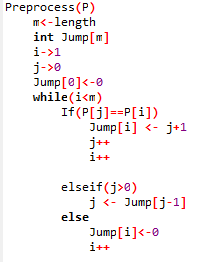 Preprocess(P)
m<-length
int Jump[m]
i->1
j->0
Jump[0]<-0
while(i<m)
If(P[j]==P[i])
Jump[i] <- j+1
j++
i++
elseif(j>0)
j <- Jump[j-1]
else
Jump[i]<-0
i++